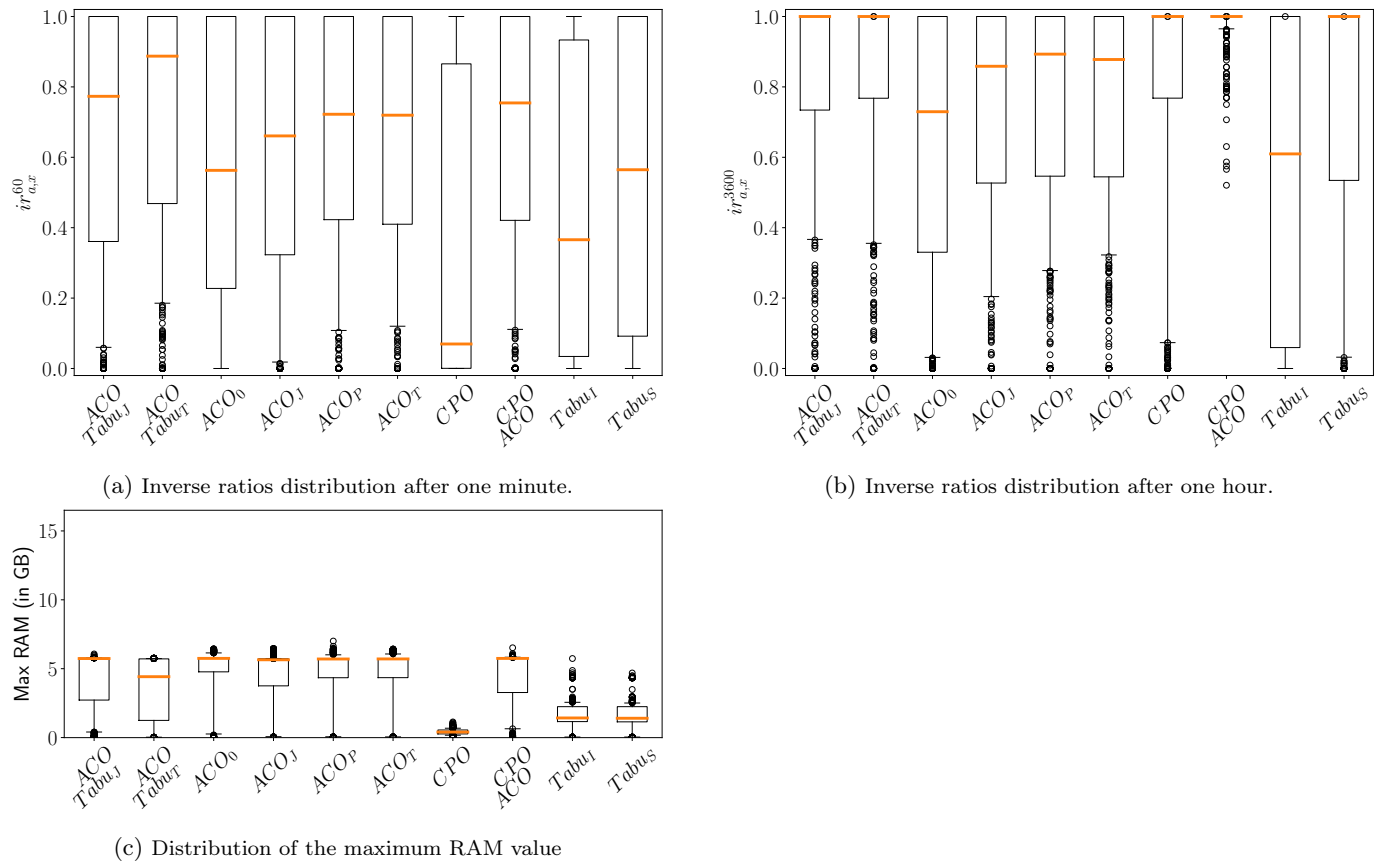 1.0
0.8
0.6
0.4
0.2
0.0
ir^{60}_{a,x}
ACO Tabu_J
ACO Tabu_T
ACO_0
ACO_J
ACO_P
ACO_T
CPO
CPO ACO
Tabu_I
Tabu_S
(a) Inverse ratios distribution after one minute.
1.0
0.8
0.6
0.4
0.2
0.0
ir^{3600}_{a,x}
ACO Tabu_J
ACO Tabu_T
ACO_0
ACO_J
ACO_P
ACO_T
CPO
CPO ACO
Tabu_I
Tabu_S
(b) Inverse ratios distribution after one hour.
15
10
5
0
Max RAM (in GB)
ACO Tabu_J
ACO Tabu_T
ACO_0
ACO_J
ACO_P
ACO_T
CPO
CPO ACO
Tabu_I
Tabu_S
(c) Distribution of the maximum RAM value